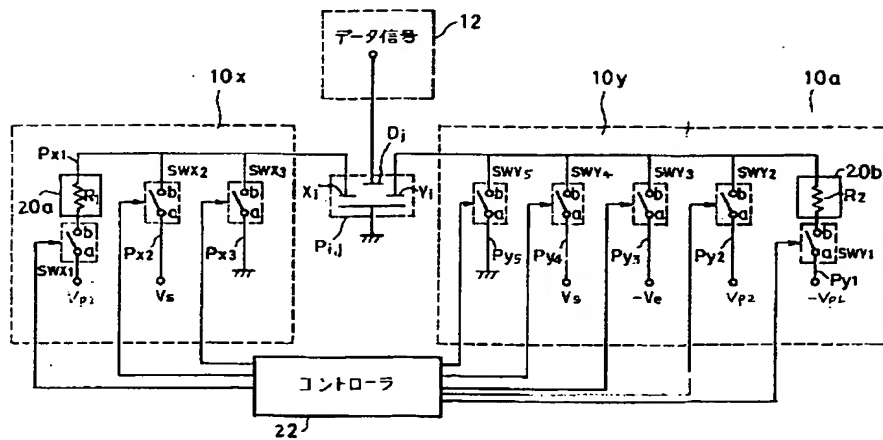 データ信号
12
10x
10y
10a
Px1
SWX2
SWX3
Dj
SWY5
SWY4
SWY3
SWY2
20b
20a
R1
b
a
b
a
b
a
Xi
Yi
b
a
b
a
b
a
b
a
R2
b
a
SWX1
Px2
Px3
Pi,j
Py5
Py4
Py3
Py2
SWY1
Py1
Vs
Vs
-Ve
Vp2
コントローラ
22